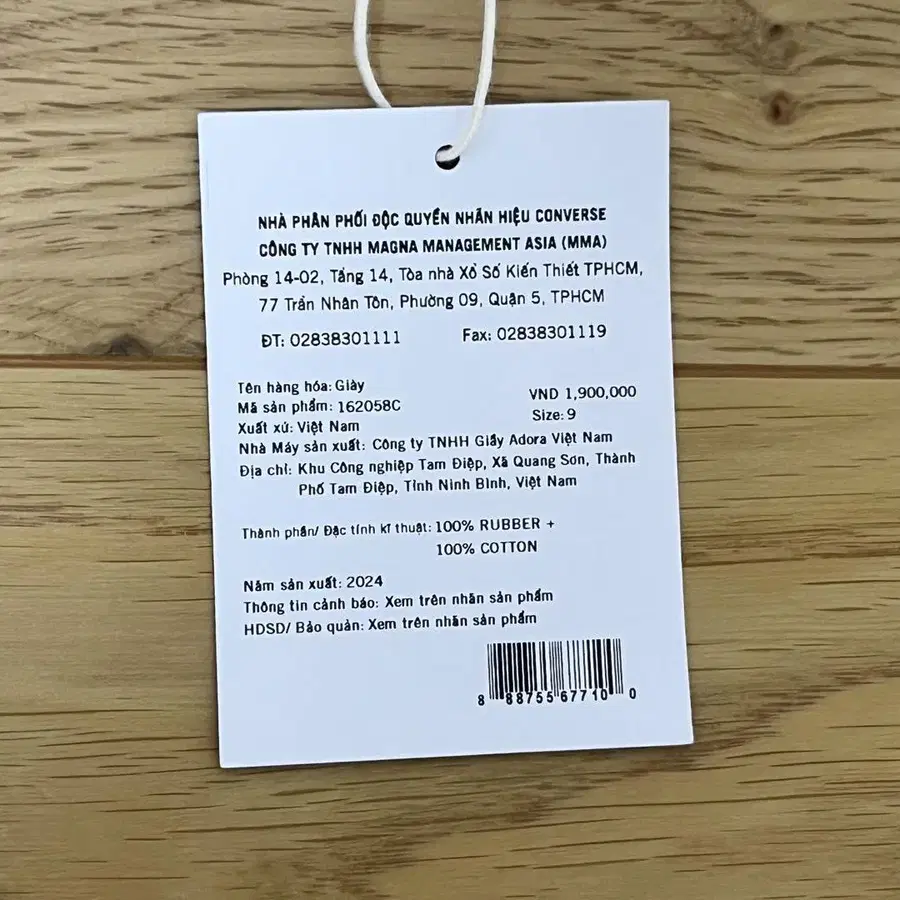 NHÀ PHÂN PHỐI ĐỘC QUYỀN NHÃN HIỆU CONVERSE
CÔNG TY TNHH MAGNA MANAGEMENT ASIA (MMA)
Phòng 14-02, Tầng 14, Tòa nhà Xổ Số Kiến Thiết TPHCM,
77 Trần Nhân Tôn, Phường 09, Quận 5, TPHCM
ĐT: 02838301111 Fax: 02838301119
Tên hàng hóa: Giày
VND 1,900,000
Mã sản phẩm: 162058C
Size: 9
Xuất xứ: Việt Nam
Nhà Máy sản xuất: Công ty TNHH Giầy Adora Việt Nam
Địa chỉ: Khu Công nghiệp Tam Điệp, Xã Quang Sơn, Thành
Phố Tam Điệp, Tỉnh Ninh Bình, Việt Nam
Thành phần/ Đặc tính kĩ thuật: 100% RUBBER +
100% COTTON
Năm sản xuất: 2024
Thông tin cảnh báo: Xem trên nhãn sản phẩm
HDSD/ Bảo quản: Xem trên nhãn sản phẩm
8 88755 67710 0